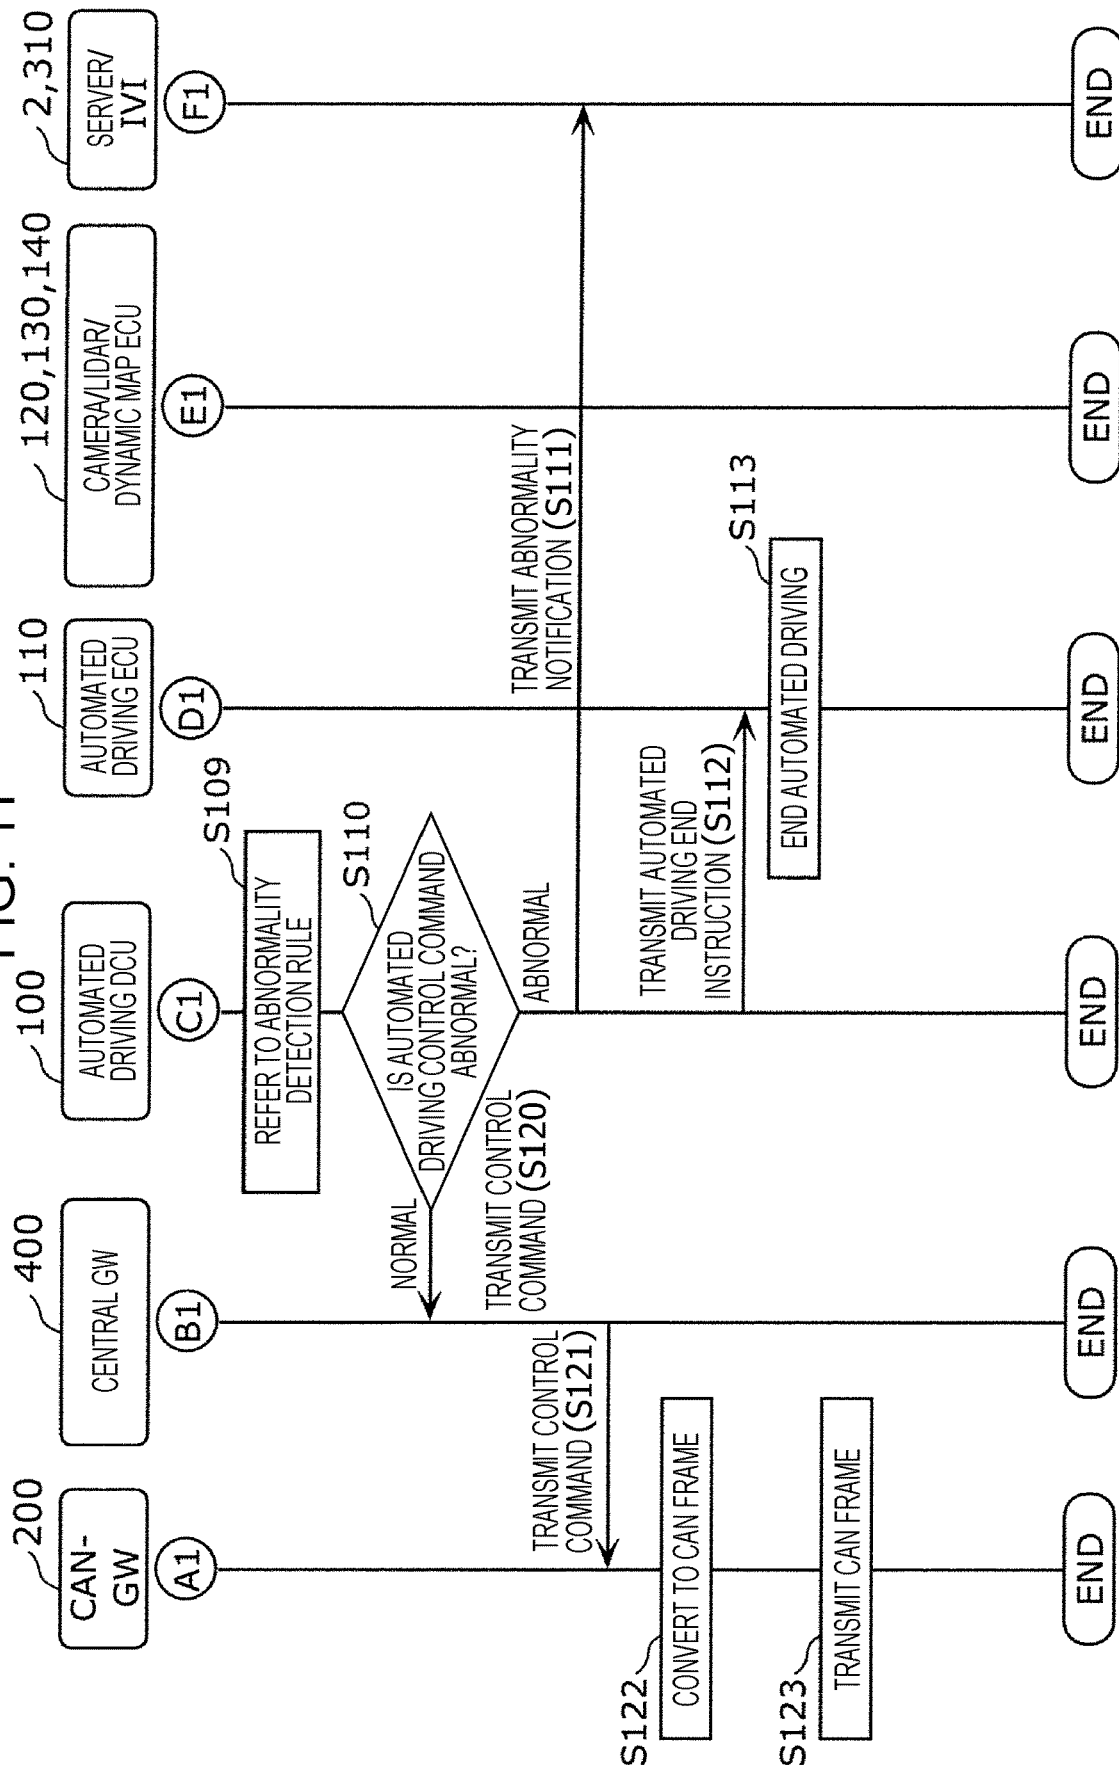 FIG. 11
200
CAN-
GW
A1
400
CENTRAL GW
B1
100
AUTOMATED
DRIVING DCU
C1
110
AUTOMATED
DRIVING ECU
D1
120,130,140
CAMERA/LIDAR/
DYNAMIC MAP ECU
E1
2,310
SERVER/
IVI
F1
S109
REFER TO ABNORMALITY
DETECTION RULE
S110
IS AUTOMATED
DRIVING CONTROL COMMAND
ABNORMAL?
NORMAL
ABNORMAL
TRANSMIT CONTROL
COMMAND (S120)
TRANSMIT ABNORMALITY
NOTIFICATION (S111)
TRANSMIT CONTROL
COMMAND (S121)
TRANSMIT AUTOMATED
DRIVING END
INSTRUCTION (S112)
S122
CONVERT TO CAN FRAME
S113
END AUTOMATED DRIVING
S123
TRANSMIT CAN FRAME
END
END
END
END
END
END